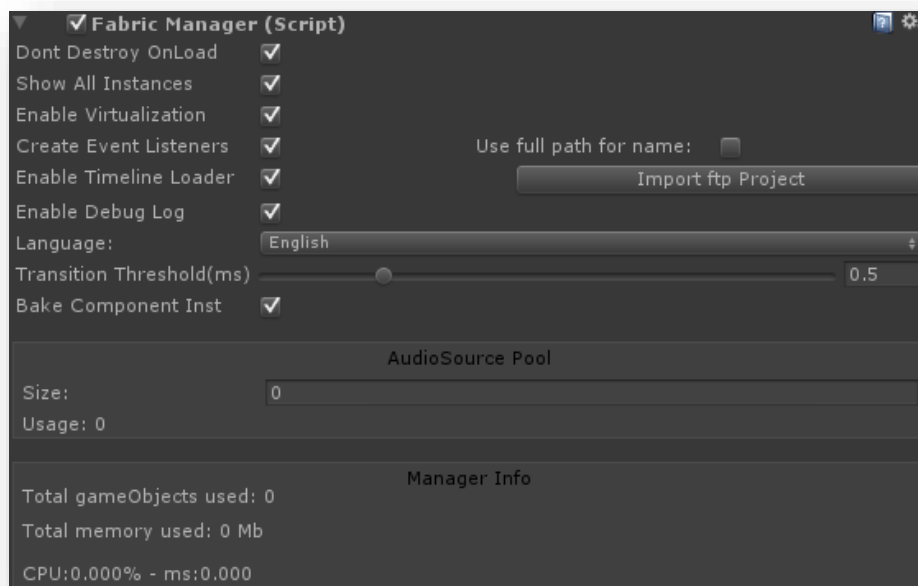 Fabric Manager (Script)
Dont Destroy OnLoad
Show All Instances
Enable Virtualization
Create Event Listeners Use full path for name:
Enable Timeline Loader Import ftp Project
Enable Debug Log
Language: English
Transition Threshold(ms) 0.5
Bake Component Inst
AudioSource Pool
Size: 0
Usage: 0
Manager Info
Total gameObjects used: 0
Total memory used: 0 Mb
CPU:0.000% - ms:0.000